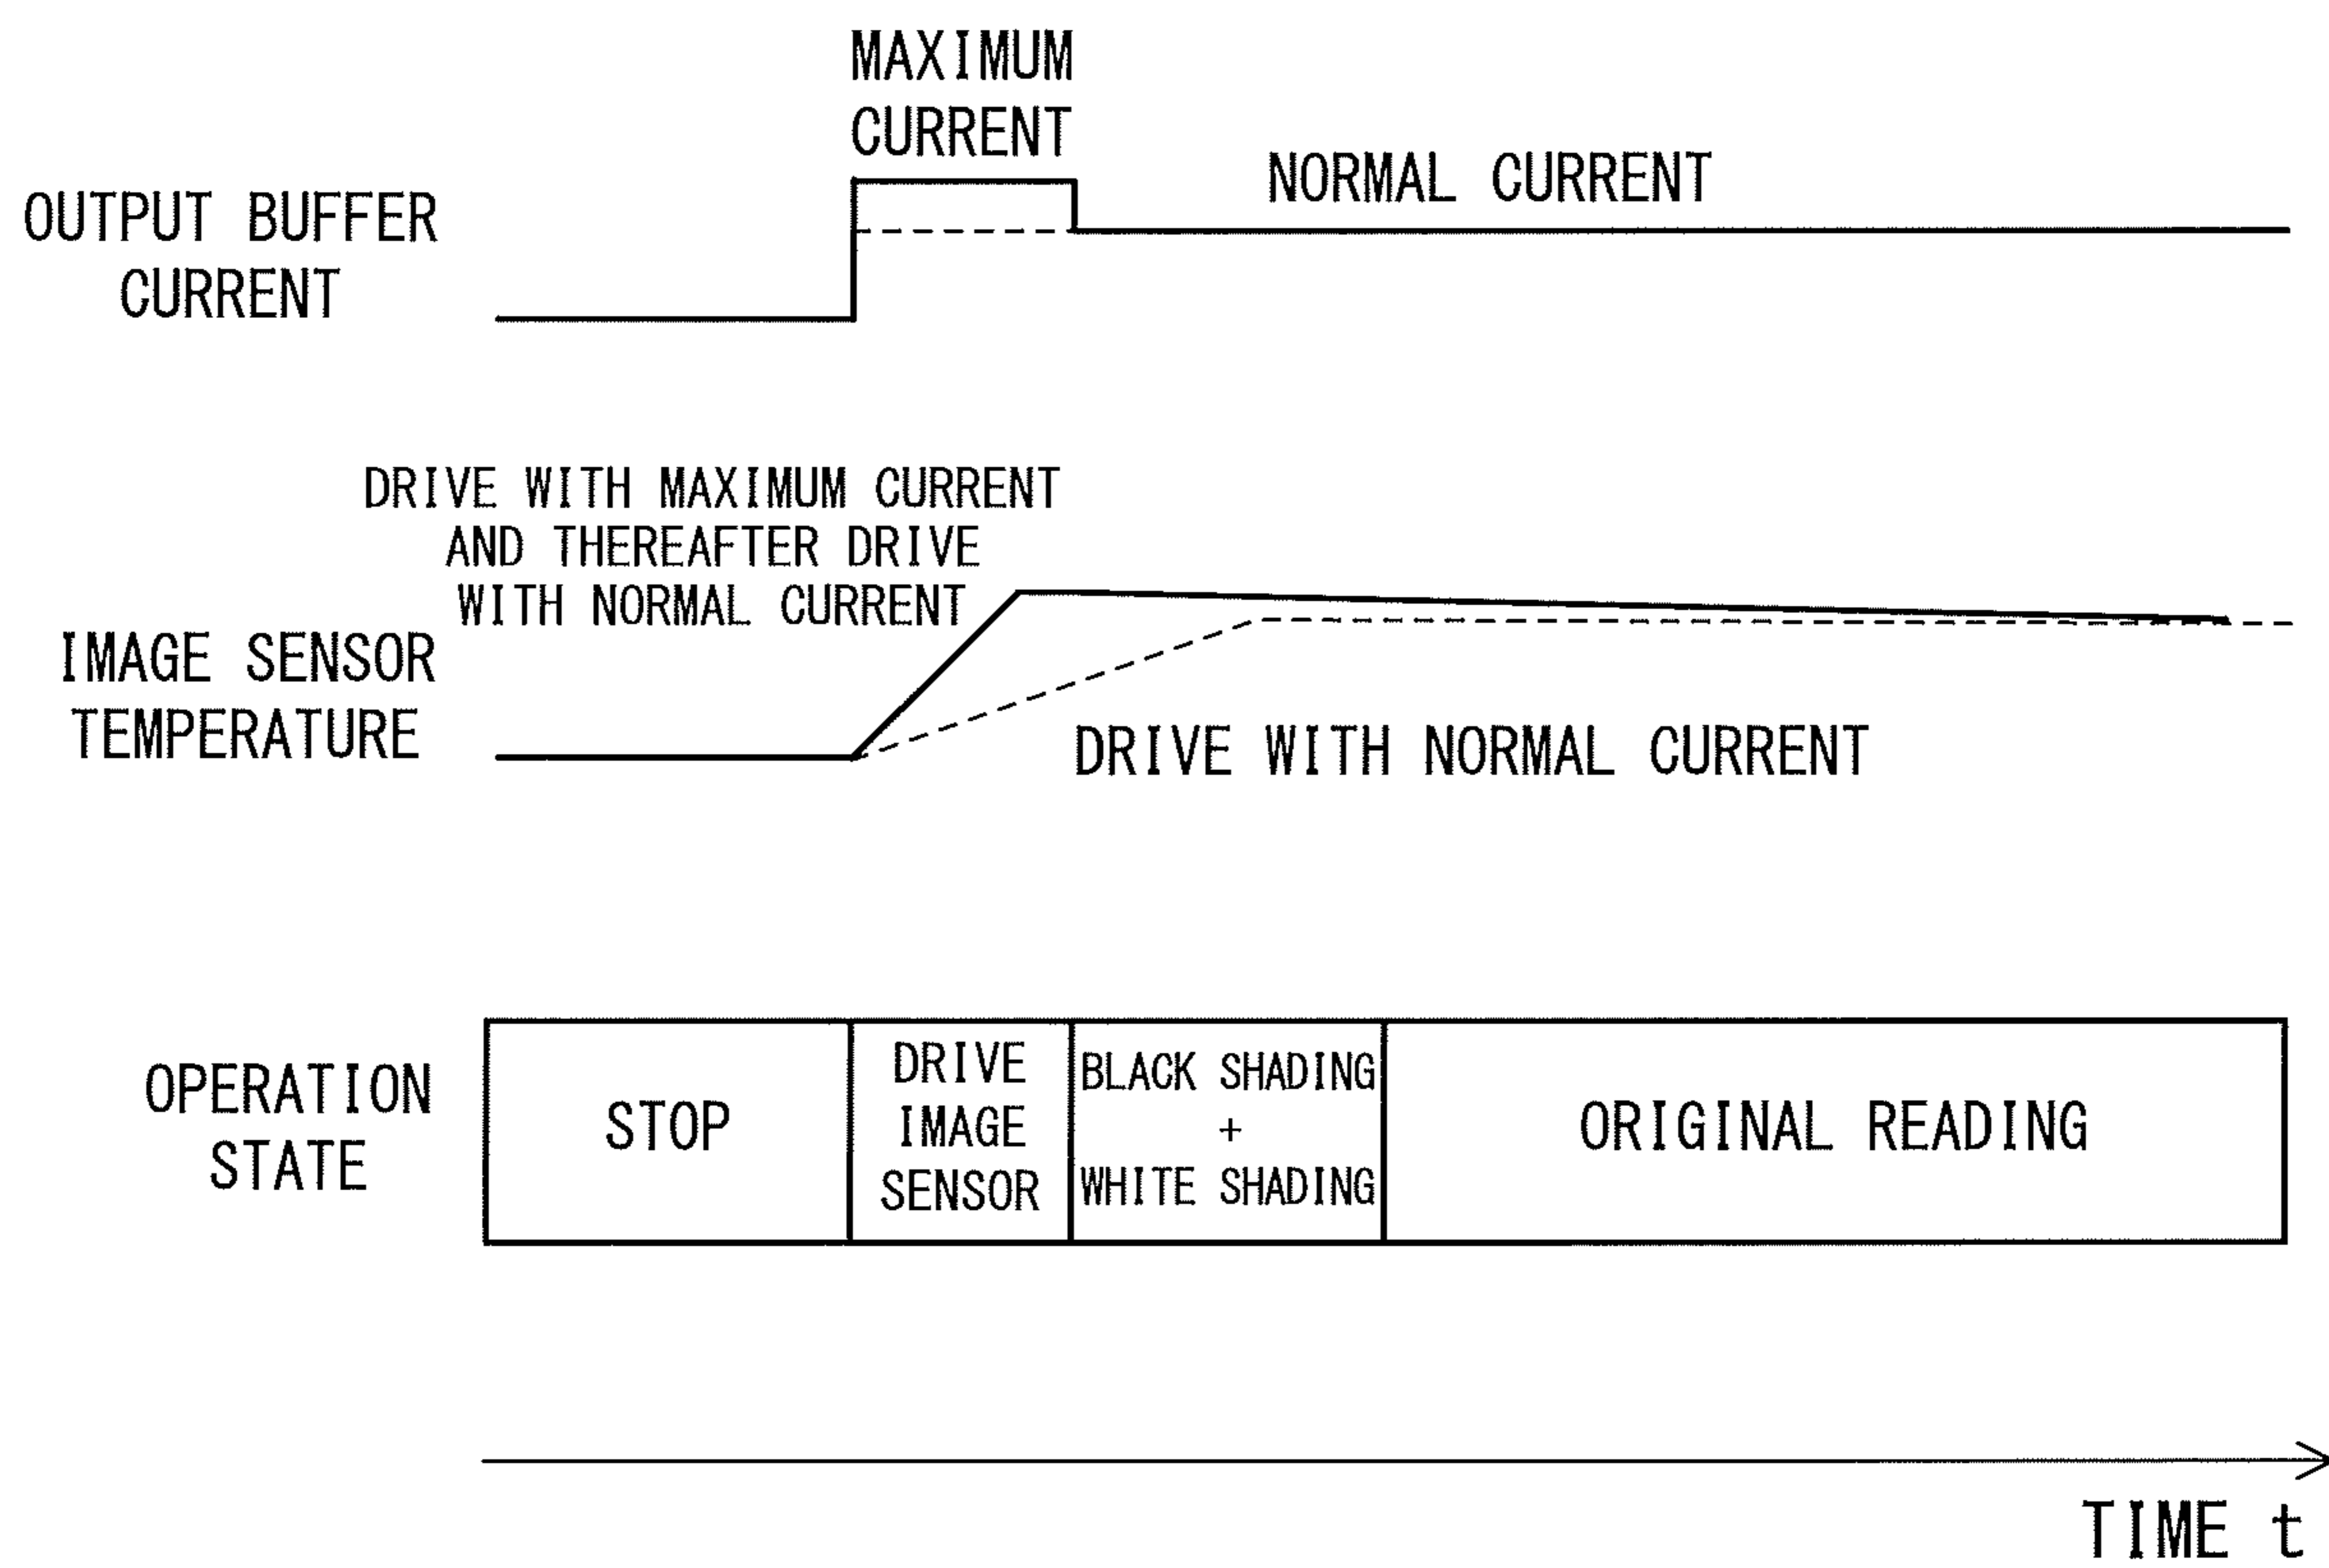 MAXIMUM
CURRENT
NORMAL CURRENT
OUTPUT BUFFER
CURRENT
DRIVE WITH MAXIMUM CURRENT
AND THEREAFTER DRIVE
WITH NORMAL CURRENT
IMAGE SENSOR
TEMPERATURE
DRIVE WITH NORMAL CURRENT
OPERATION
STATE
STOP
DRIVE
IMAGE
SENSOR
BLACK SHADING
+
WHITE SHADING
ORIGINAL READING
TIME t